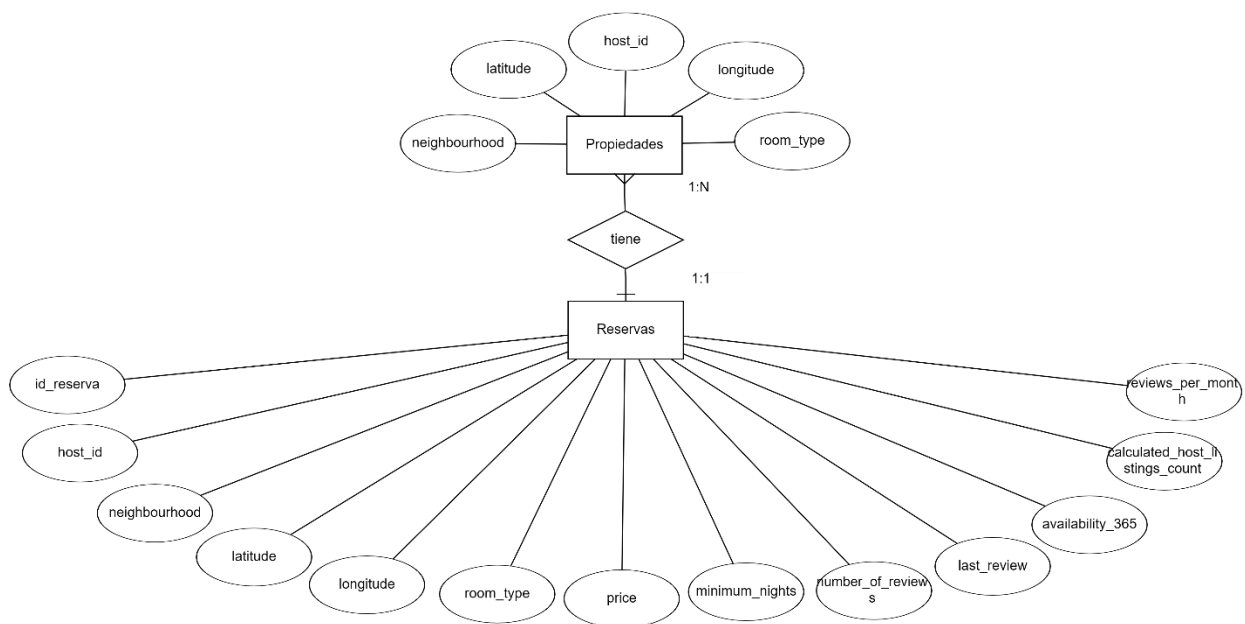 host_id
latitude
longitude
neighbourhood
Propiedades
room_type
1:N
tiene
1:1
Reservas
id_reserva
reviews_per_mont
h
host_id
calculated_host_li
stings_count
neighbourhood
availability_365
latitude
last_review
longitude
room_type
price
minimum_nights
number_of_review
s